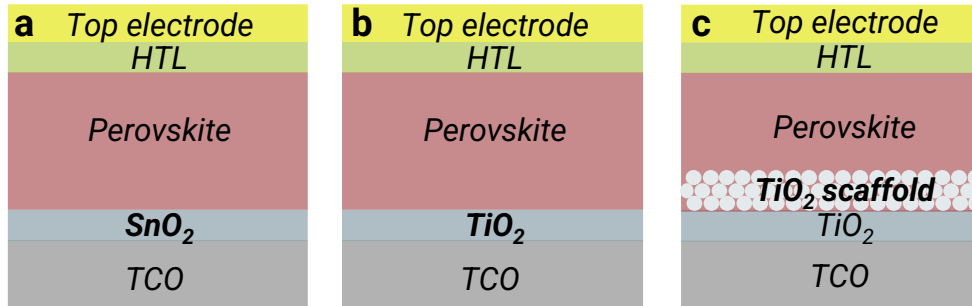 a
Top electrode
HTL
Perovskite
SnO₂
TCO
b
Top electrode
HTL
Perovskite
TiO₂
TCO
c
Top electrode
HTL
Perovskite
TiO₂ scaffold
TiO₂
TCO